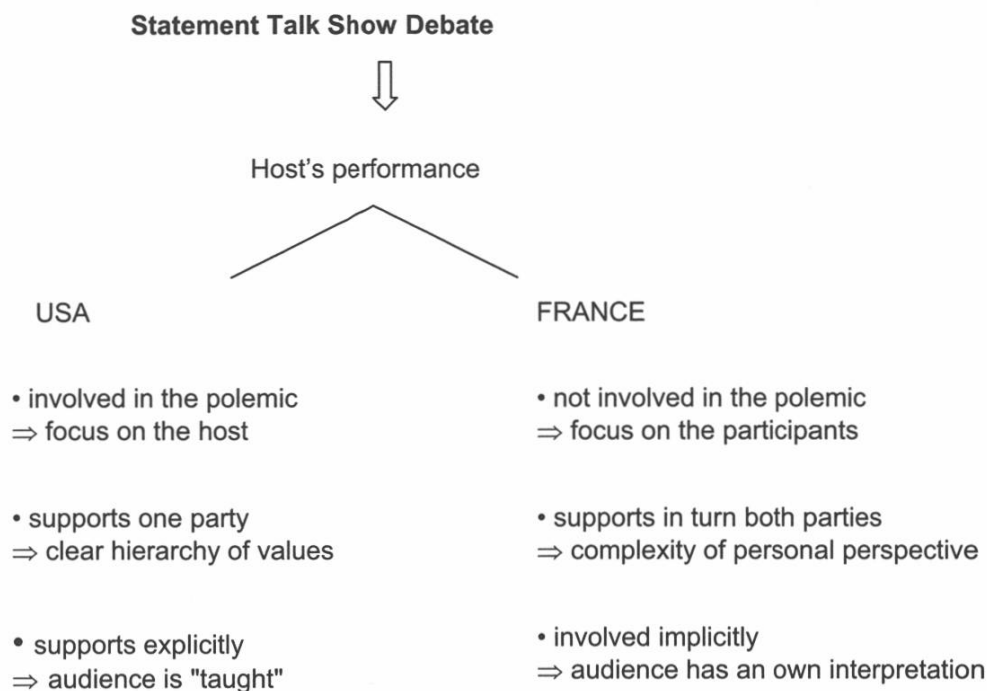 Statement Talk Show Debate
Host's performance
USA
• involved in the polemic
⇒ focus on the host
• supports one party
⇒ clear hierarchy of values
• supports explicitly
⇒ audience is "taught"
FRANCE
• not involved in the polemic
⇒ focus on the participants
• supports in turn both parties
⇒ complexity of personal perspective
• involved implicitly
⇒ audience has an own interpretation